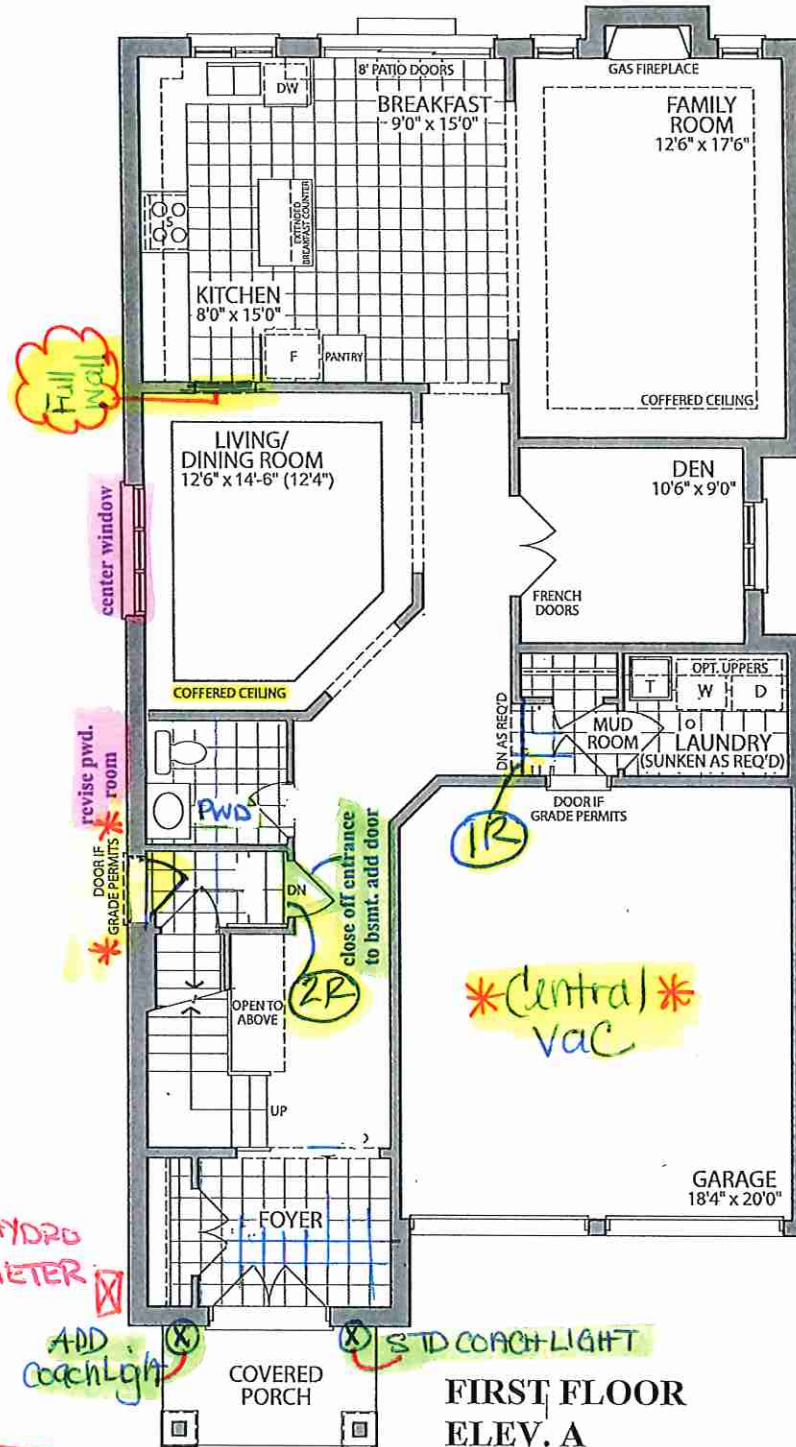 8' PATIO DOORS
GAS FIREPLACE
DW
BREAKFAST
9'0" x 15'0"
FAMILY
ROOM
12'6" x 17'6"
S
EXTENDED
BREAKFAST COUNTER
KITCHEN
8'0" x 15'0"
F
PANTRY
Full
Wall
COFFERED CEILING
LIVING/
DINING ROOM
12'6" x 14'-6" (12'4")
DEN
10'6" x 9'0"
center window
FRENCH
DOORS
COFFERED CEILING
OPT. UPPERS
T
W
D
DN AS REQ'D
MUD
ROOM
LAUNDRY
(SUNKEN AS REQ'D)
revise pwd.
room
PWD
DOOR IF
GRADE PERMITS
1R
*
DOOR IF
GRADE PERMITS
*
DN
close off entrance
to bsmt. add door
2R
OPEN TO
ABOVE
* Central *
Vac
UP
GARAGE
18'4" x 20'0"
FOYER
HYDRO
METER
ADD
Coach Light
X
X
STD COACH LIGHT
COVERED
PORCH
FIRST FLOOR
ELEV. A